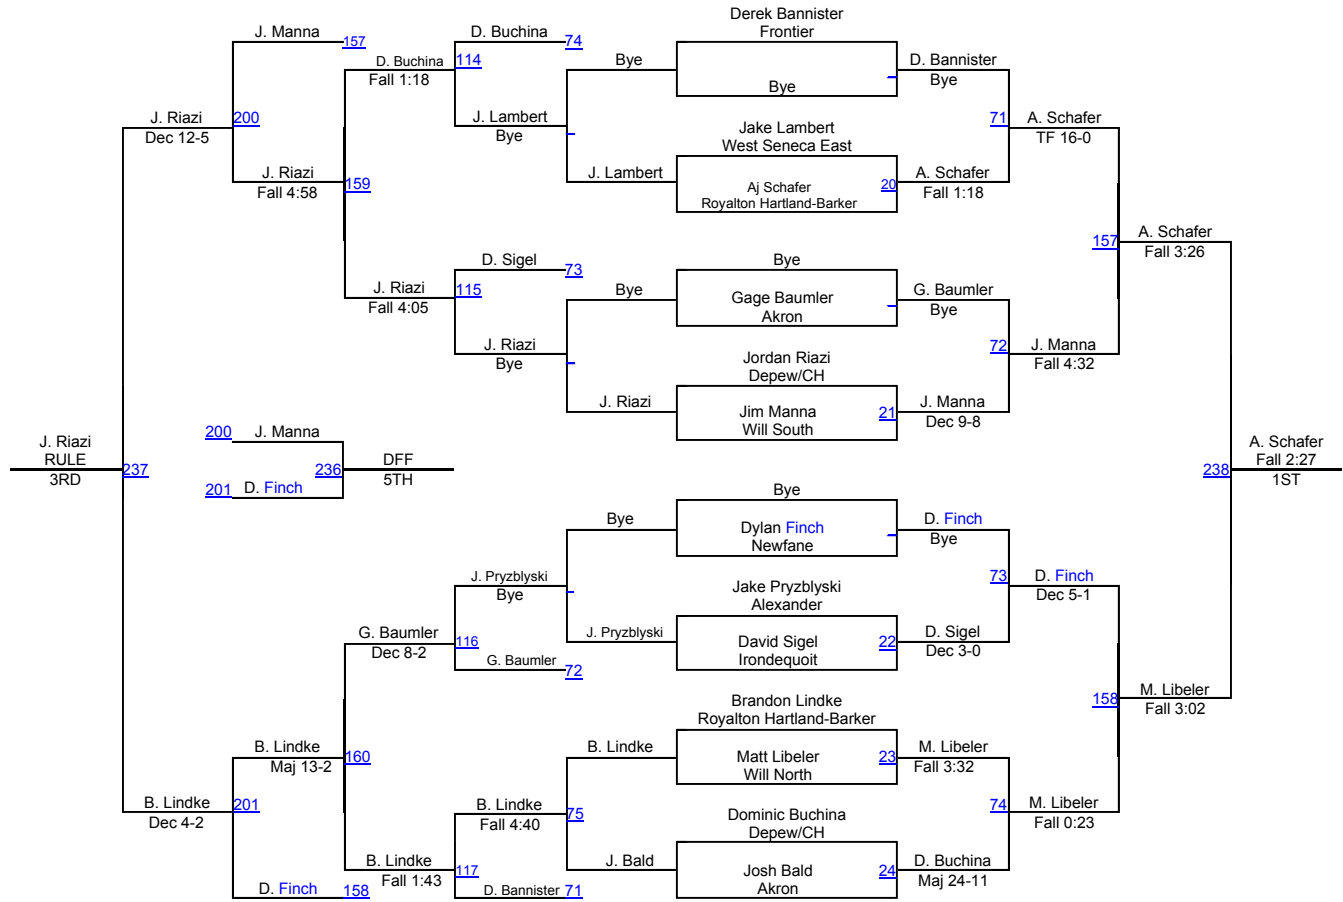 Derek Bannister
Frontier
J. Manna
157
D. Buchina
74
D. Buchina
114
Fall 1:18
Bye
Bye
D. Bannister
Bye
J. Riazi
200
Dec 12-5
J. Lambert
Bye
71
A. Schafer
TF 16-0
Jake Lambert
West Seneca East
J. Riazi
159
Fall 4:58
J. Lambert
Aj Schafer
20
Royalton Hartland-Barker
A. Schafer
Fall 1:18
157
A. Schafer
Fall 3:26
D. Sigel
73
Bye
J. Riazi
115
Fall 4:05
Bye
Gage Baumler
Akron
G. Baumler
Bye
J. Riazi
Bye
72
J. Manna
Fall 4:32
Jordan Riazi
Depew/CH
J. Riazi
Jim Manna
21
Will South
J. Manna
Dec 9-8
J. Riazi
RULE
3RD
237
200
J. Manna
236
DFF
5TH
201
D. Finch
238
A. Schafer
Fall 2:27
1ST
Bye
Bye
Dylan Finch
Newfane
D. Finch
Bye
J. Pryzblyski
Bye
73
D. Finch
Dec 5-1
Jake Pryzblyski
Alexander
G. Baumler
116
Dec 8-2
J. Pryzblyski
David Sigel
22
Irondequoit
D. Sigel
Dec 3-0
G. Baumler
72
158
M. Libeler
Fall 3:02
Brandon Lindke
Royalton Hartland-Barker
B. Lindke
160
Maj 13-2
B. Lindke
Matt Libeler
23
Will North
M. Libeler
Fall 3:32
B. Lindke
201
Dec 4-2
B. Lindke
75
Fall 4:40
74
M. Libeler
Fall 0:23
Dominic Buchina
Depew/CH
B. Lindke
117
Fall 1:43
J. Bald
Josh Bald
24
Akron
D. Buchina
Maj 24-11
D. Finch
158
D. Bannister
71